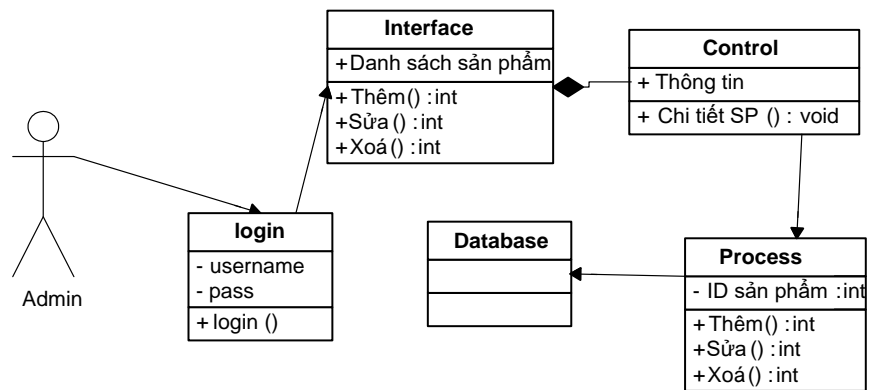 Interface
+Danh sách sản phẩm
+Thêm() :int
+Sửa () :int
+Xoá() :int
Control
+ Thông tin
+ Chi tiết SP () : void
Admin
login
- username
- pass
+login ()
Database
Process
- ID sản phẩm :int
+Thêm() :int
+Sửa () :int
+Xoá() :int